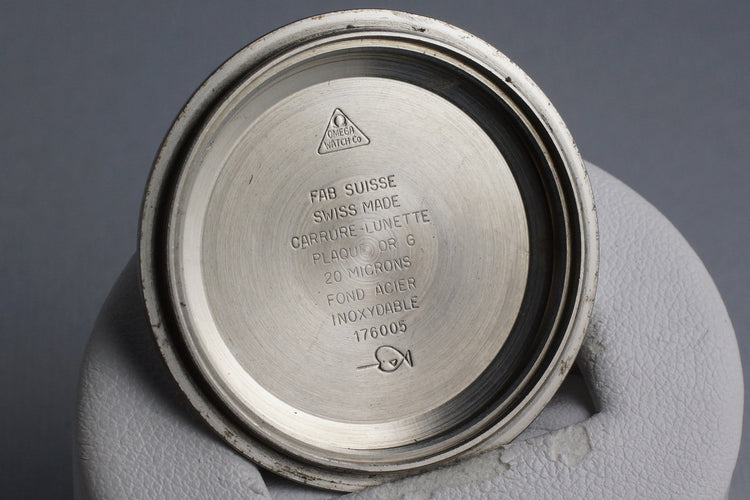 Ω
OMEGA
WATCH Co
FAB SUISSE
SWISS MADE
CARRURE-LUNETTE
PLAQUE OR G
20 MICRONS
FOND ACIER
INOXYDABLE
176005